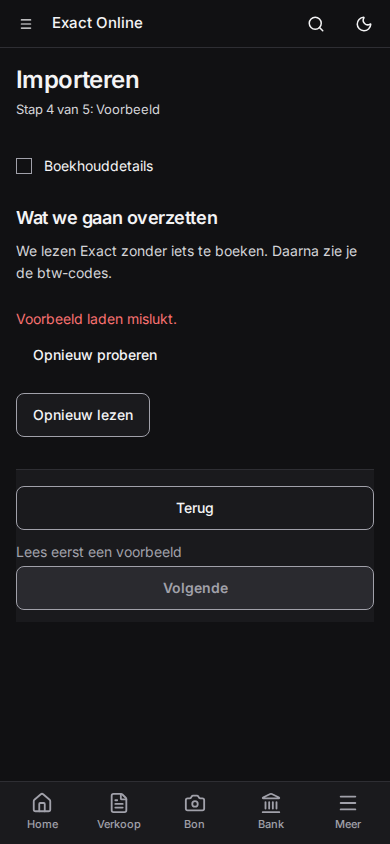 Exact Online
Importeren
Stap 4 van 5: Voorbeeld
Boekhouddetails
Wat we gaan overzetten
We lezen Exact zonder iets te boeken. Daarna zie je
de btw-codes.
Voorbeeld laden mislukt.
Opnieuw proberen
Opnieuw lezen
Terug
Lees eerst een voorbeeld
Volgende
Home
Verkoop
Bon
Bank
Meer